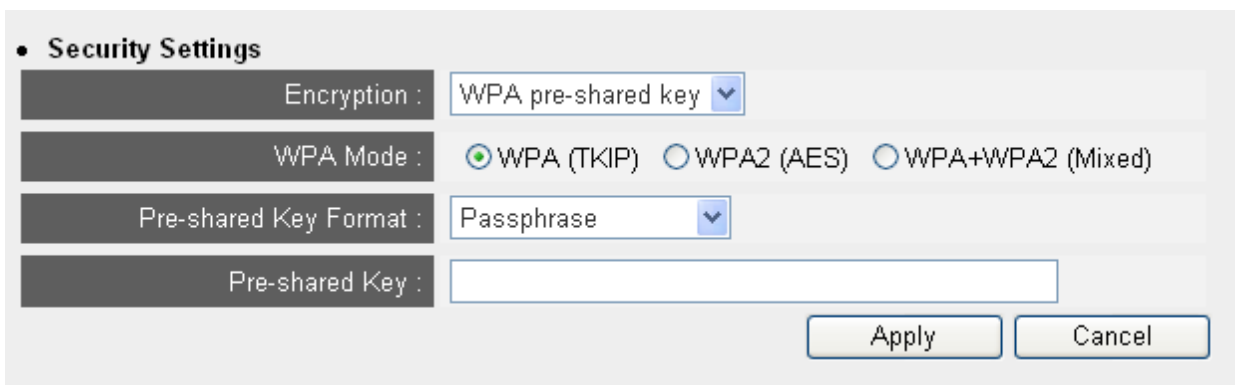 Security Settings
Encryption : WPA pre-shared key
WPA Mode : WPA (TKIP) WPA2 (AES) WPA+WPA2 (Mixed)
Pre-shared Key Format : Passphrase
Pre-shared Key :
Apply Cancel